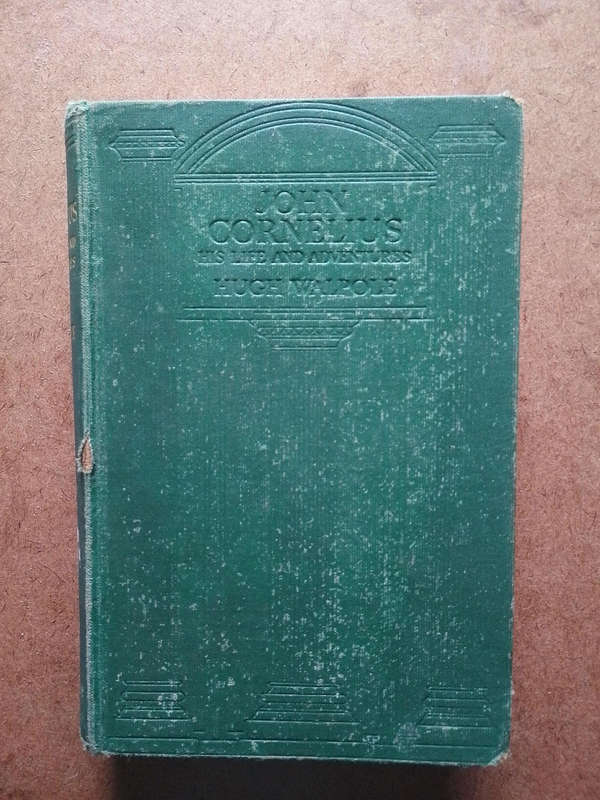 JOHN
CORNELIUS
HIS LIFE AND ADVENTURES
HUGH WALPOLE